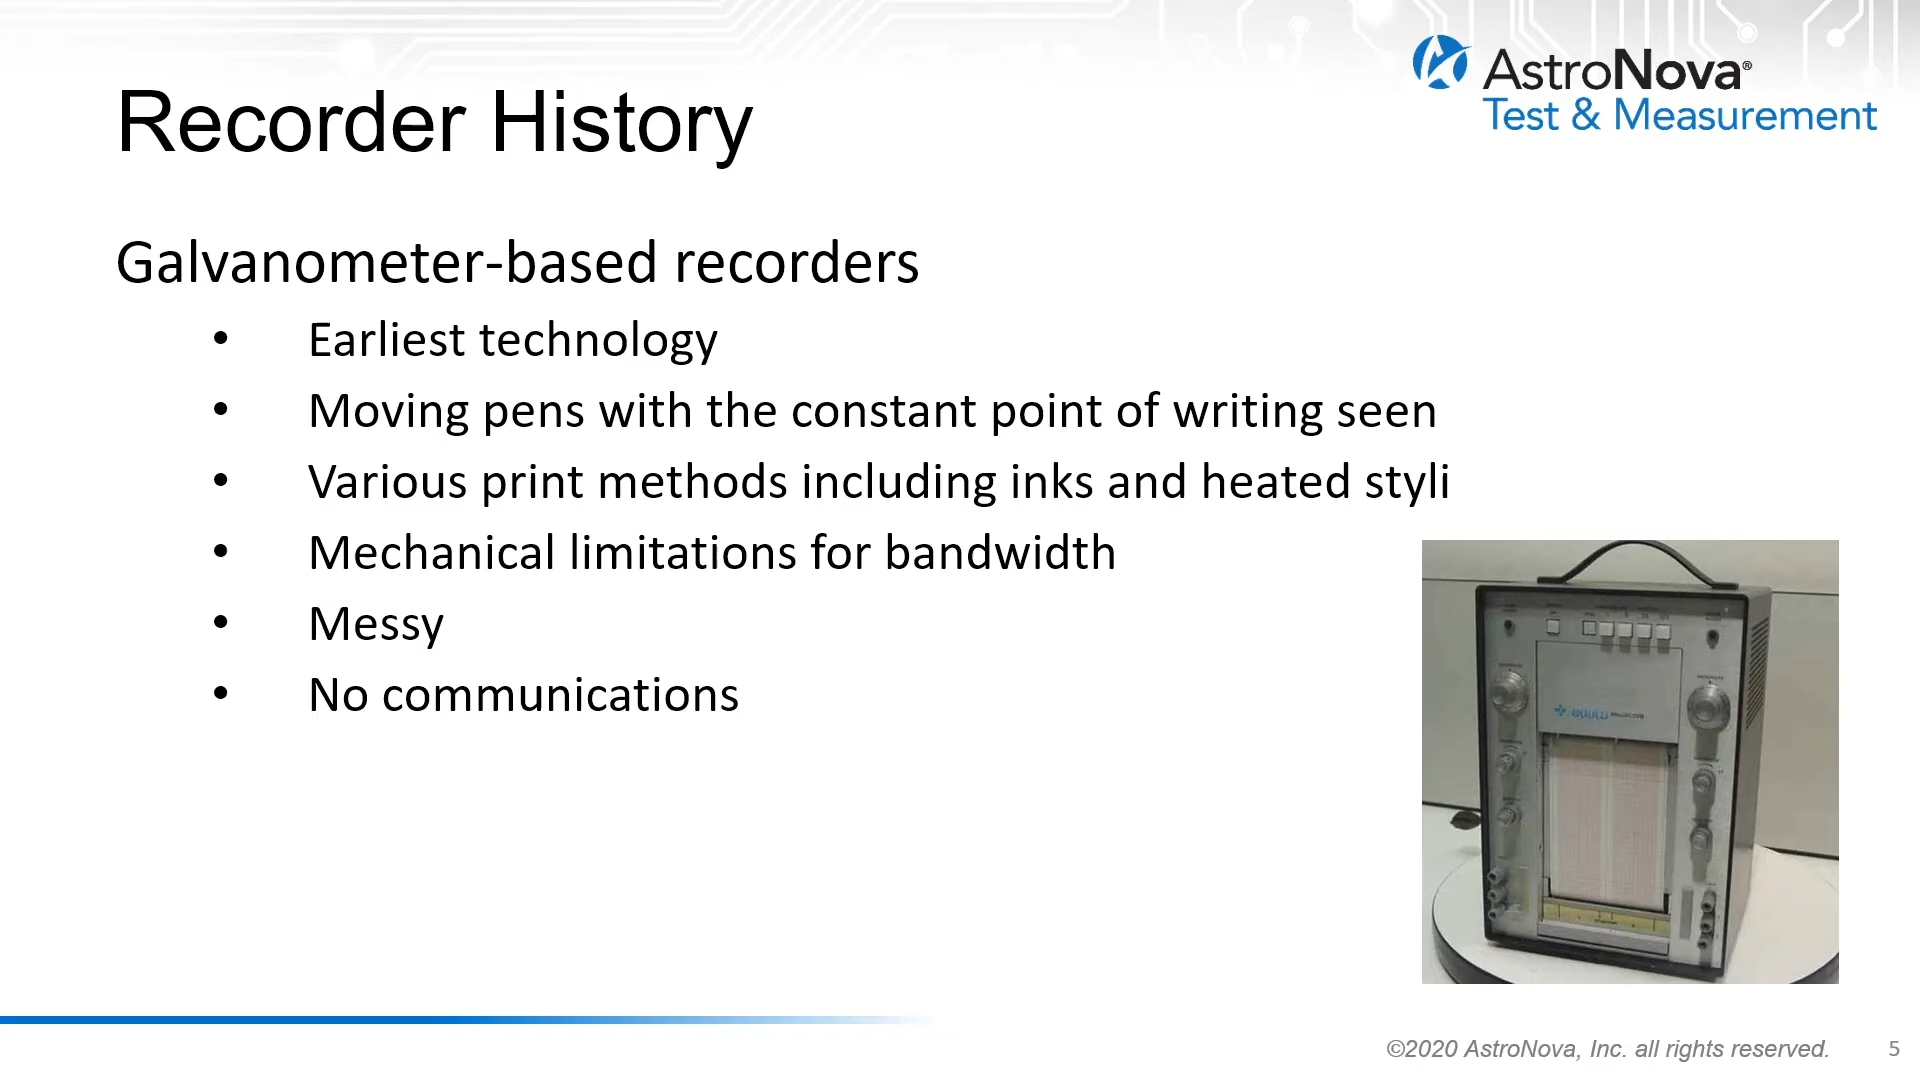 AstroNova®
Test & Measurement
Recorder History
Galvanometer-based recorders
• Earliest technology
• Moving pens with the constant point of writing seen
• Various print methods including inks and heated styli
• Mechanical limitations for bandwidth
• Messy
• No communications
GOULD
©2020 AstroNova, Inc. all rights reserved.
5